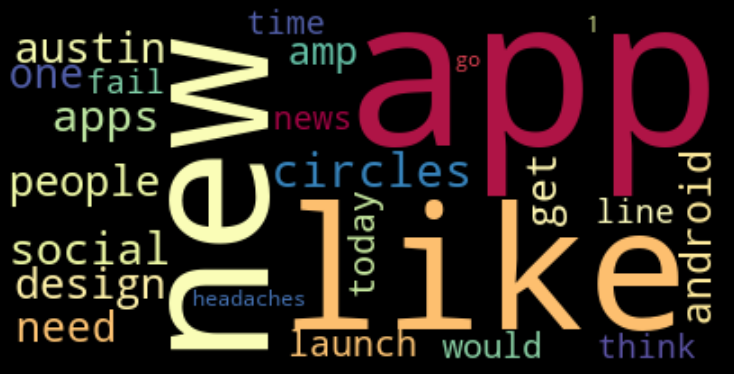 time
1
austin
amp
app
go
one
fail
new
apps
news
people
circles
get
android
today
line
like
social
design
headaches
need
launch
would
think